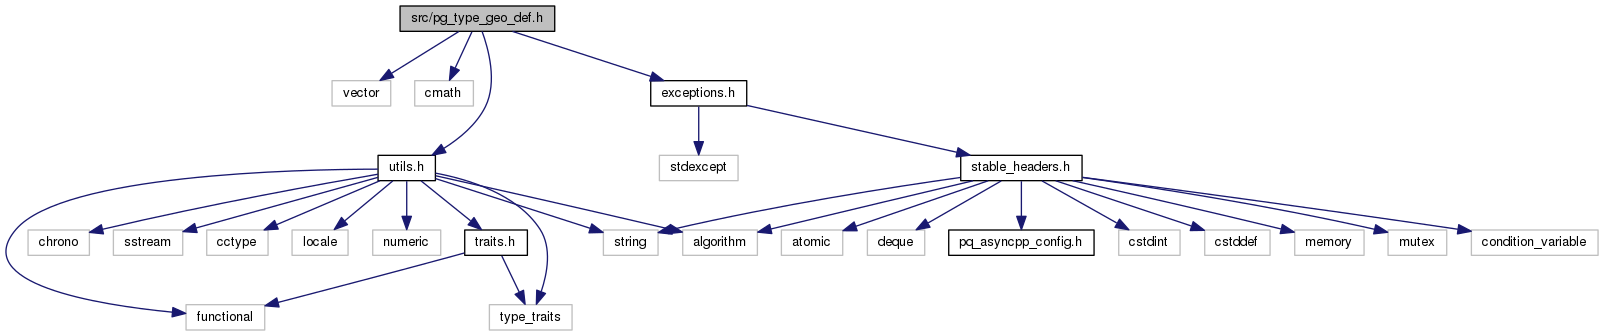 src/pg_type_geo_def.h
vector
cmath
exceptions.h
utils.h
stdexcept
stable_headers.h
chrono
sstream
cctype
locale
numeric
traits.h
string
algorithm
atomic
deque
pq_asyncpp_config.h
cstdint
cstddef
memory
mutex
condition_variable
functional
type_traits